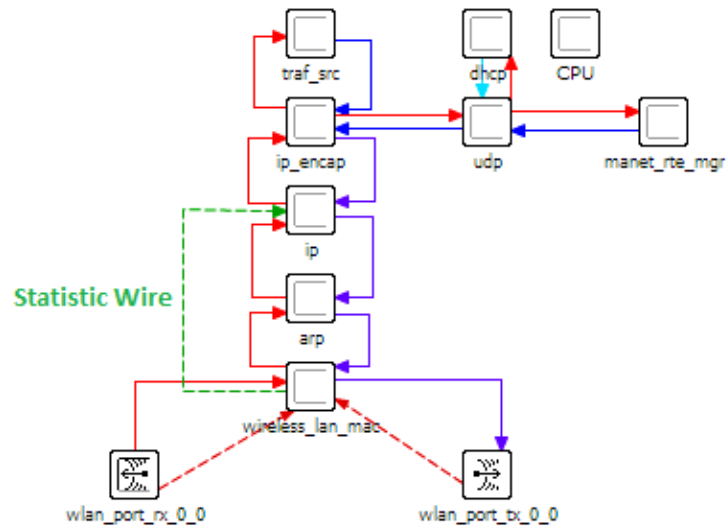 traf_src
dhcp
CPU
ip_encap
udp
manet_rte_mgr
ip
Statistic Wire
arp
wireless_lan_mac
wlan_port_rx_0_0
wlan_port_tx_0_0